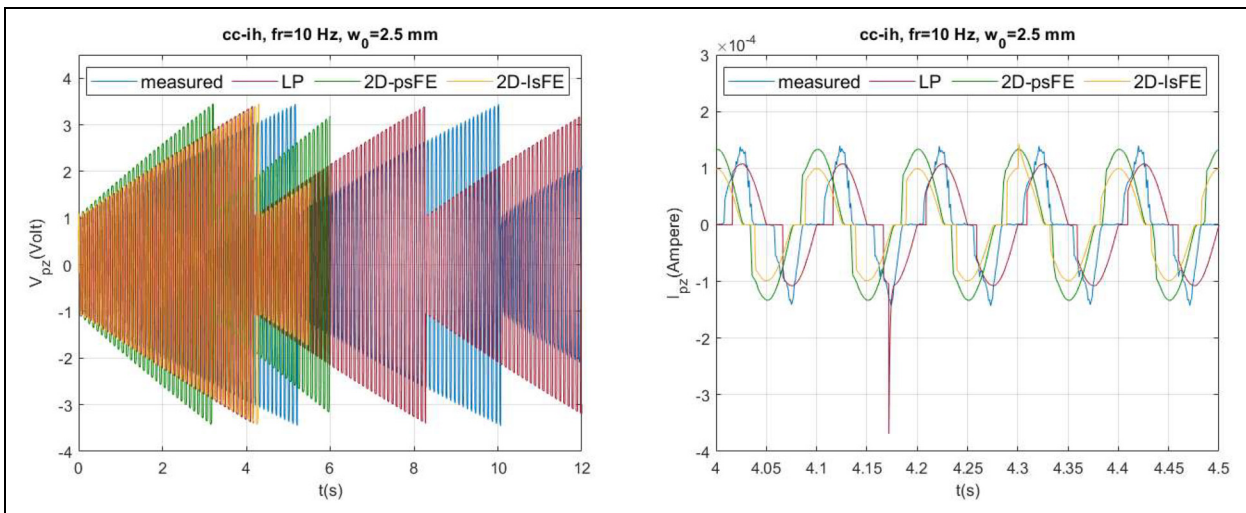 cc-ih, fr=10 Hz, w0=2.5 mm
measured LP 2D-psFE 2D-lsFE
4
3
2
1
0
-1
-2
-3
-4
V_pz(Volt)
0 2 4 6 8 10 12
t(s)
cc-ih, fr=10 Hz, w0=2.5 mm
×10^-4
measured LP 2D-psFE 2D-lsFE
3
2
1
0
-1
-2
-3
-4
I_pz(Ampere)
4 4.05 4.1 4.15 4.2 4.25 4.3 4.35 4.4 4.45 4.5
t(s)